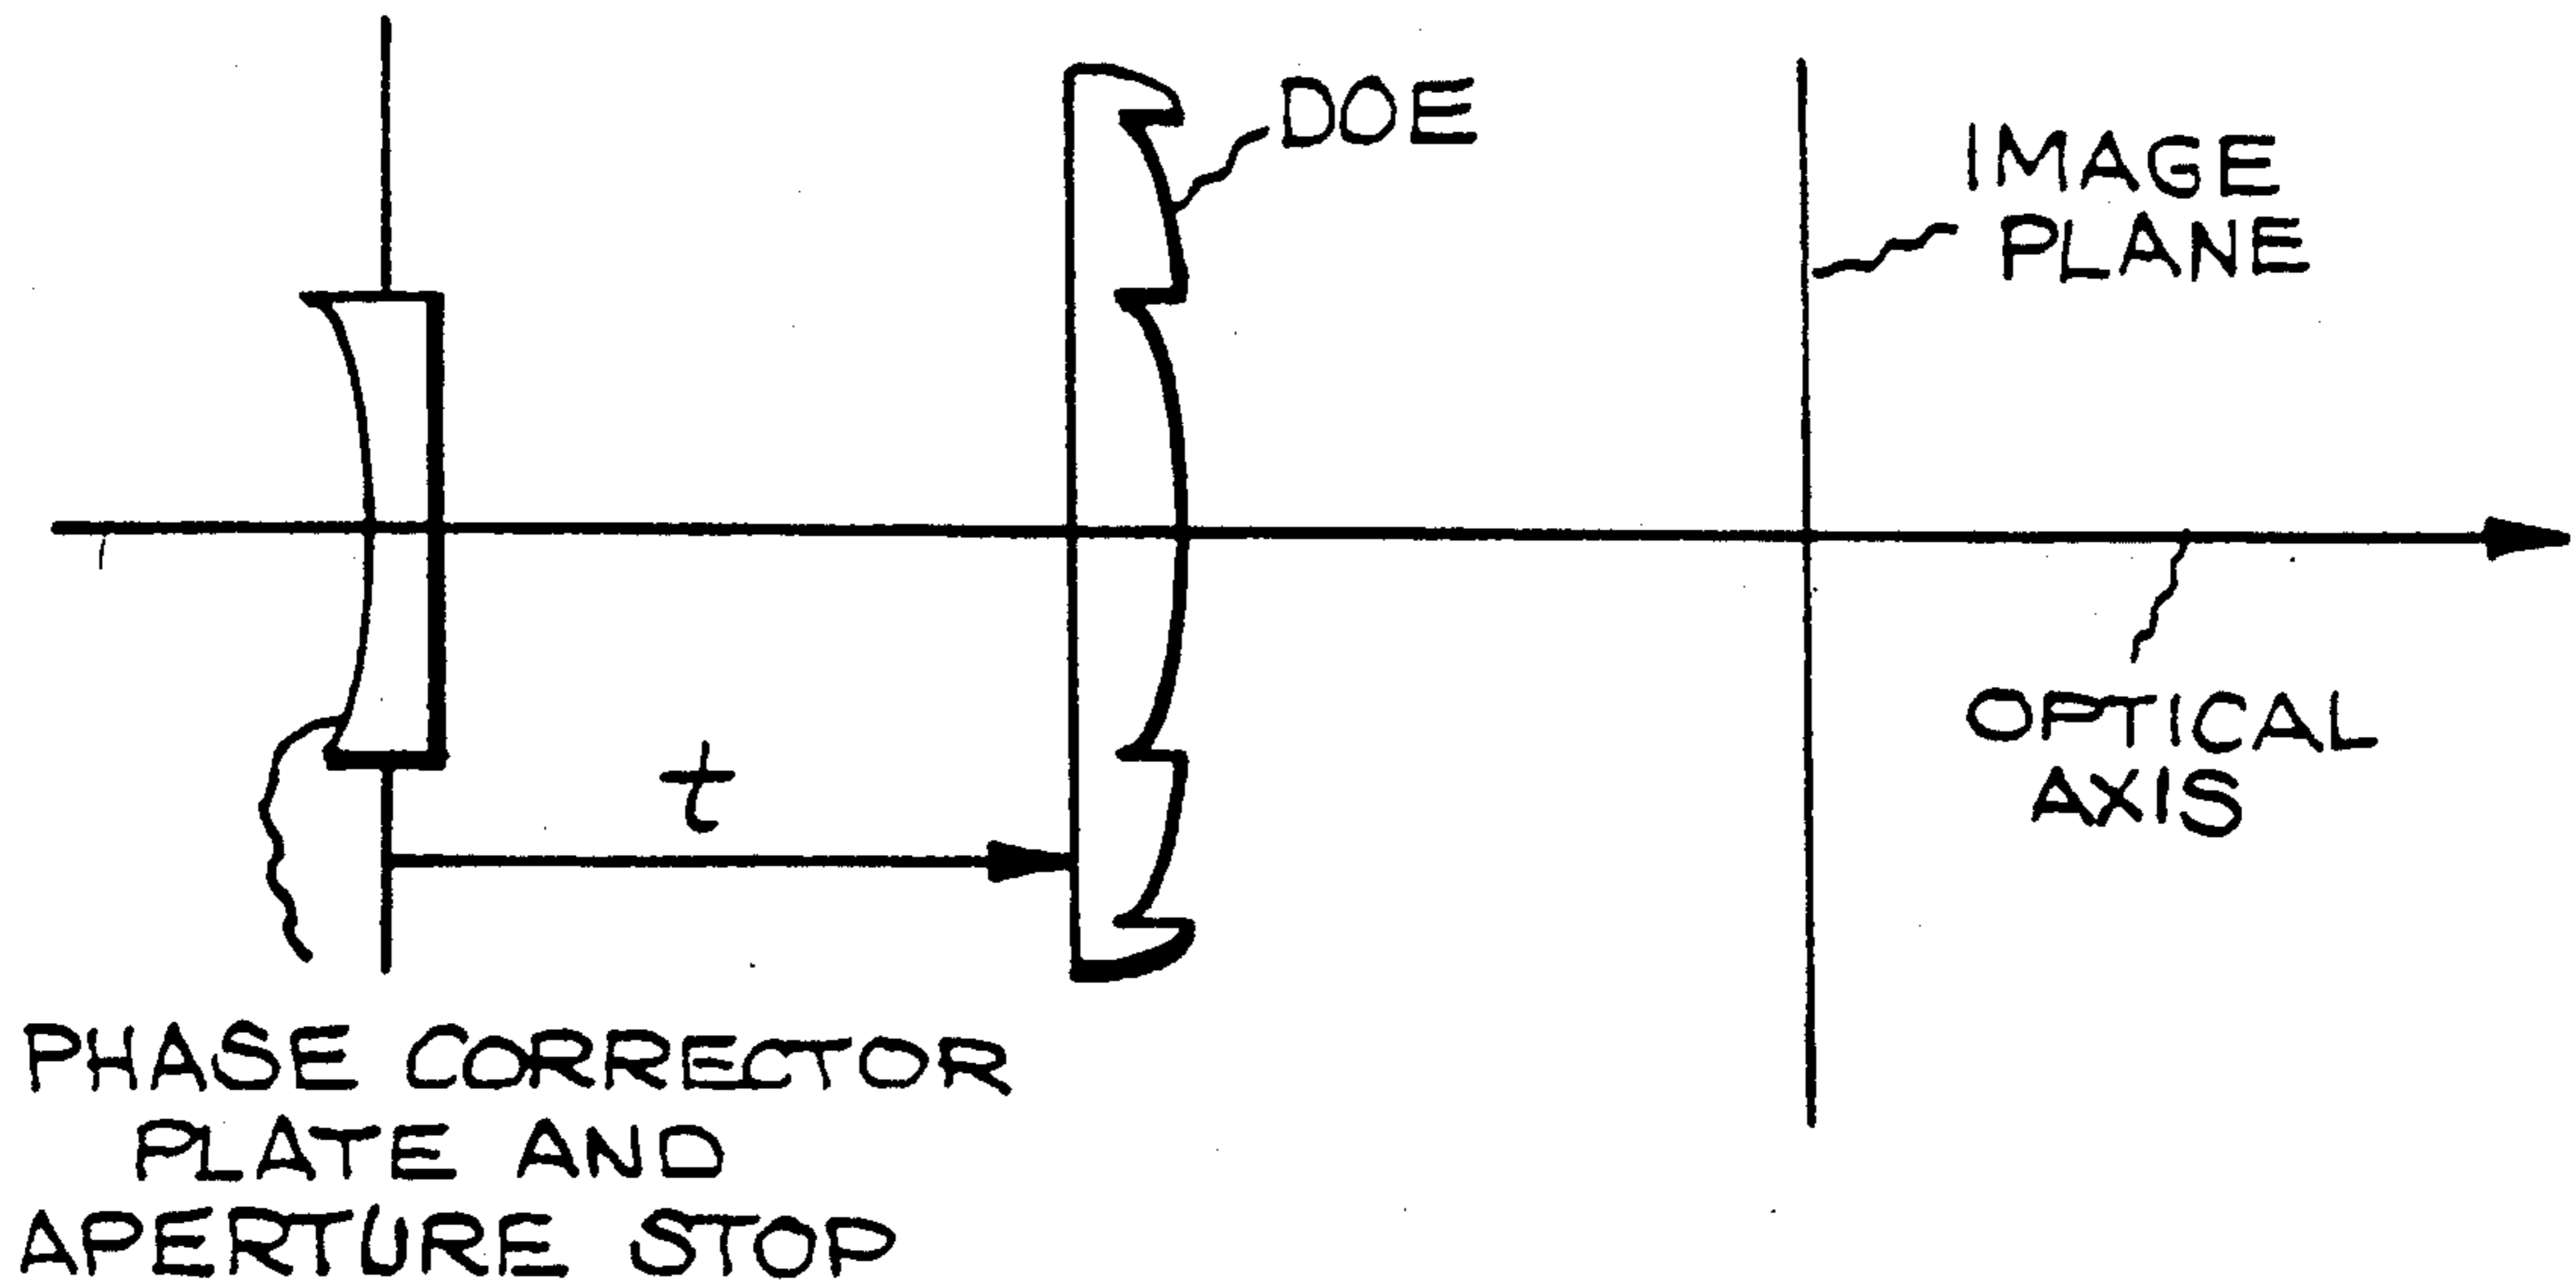 DOE
IMAGE
PLANE
t
OPTICAL
AXIS
PHASE CORRECTOR
PLATE AND
APERTURE STOP